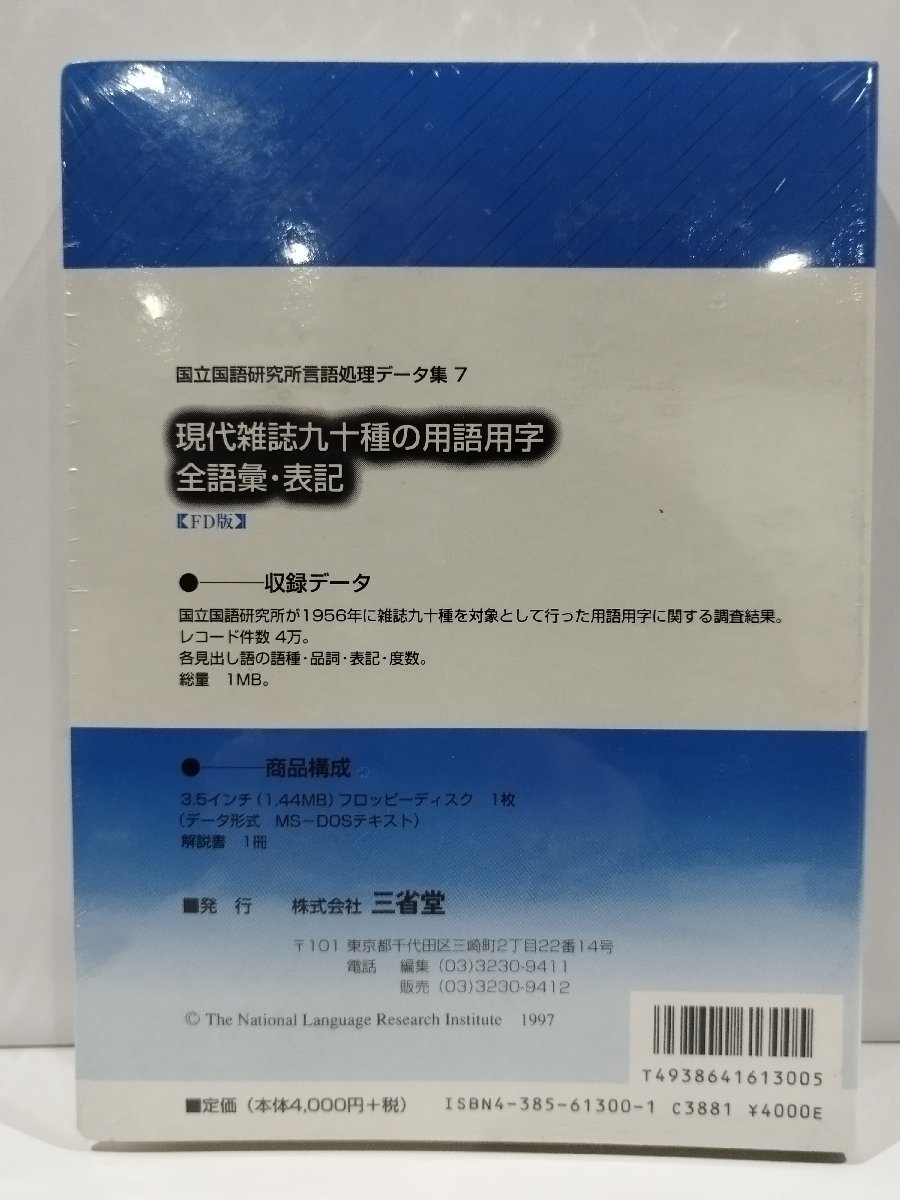 国立国語研究所言語処理データ集 7
現代雑誌九十種の用語用字
全語彙・表記
【FD版】
●―――収録データ
国立国語研究所が1956年に雑誌九十種を対象として行った用語用字に関する調査結果。
レコード件数 4万。
各見出し語の語種・品詞・表記・度数。
総量 1MB。
●―――商品構成
3.5インチ(1.44MB)フロッピーディスク 1枚
(データ形式 MS-DOSテキスト)
解説書 1冊
■発 行 株式会社 三省堂
〒101 東京都千代田区三崎町2丁目22番14号
電話 編集 (03)3230-9411
販売 (03)3230-9412
© The National Language Research Institute 1997
T4938641613005
■定価(本体4,000円+税) ISBN4-385-61300-1 C3881 ¥4000E